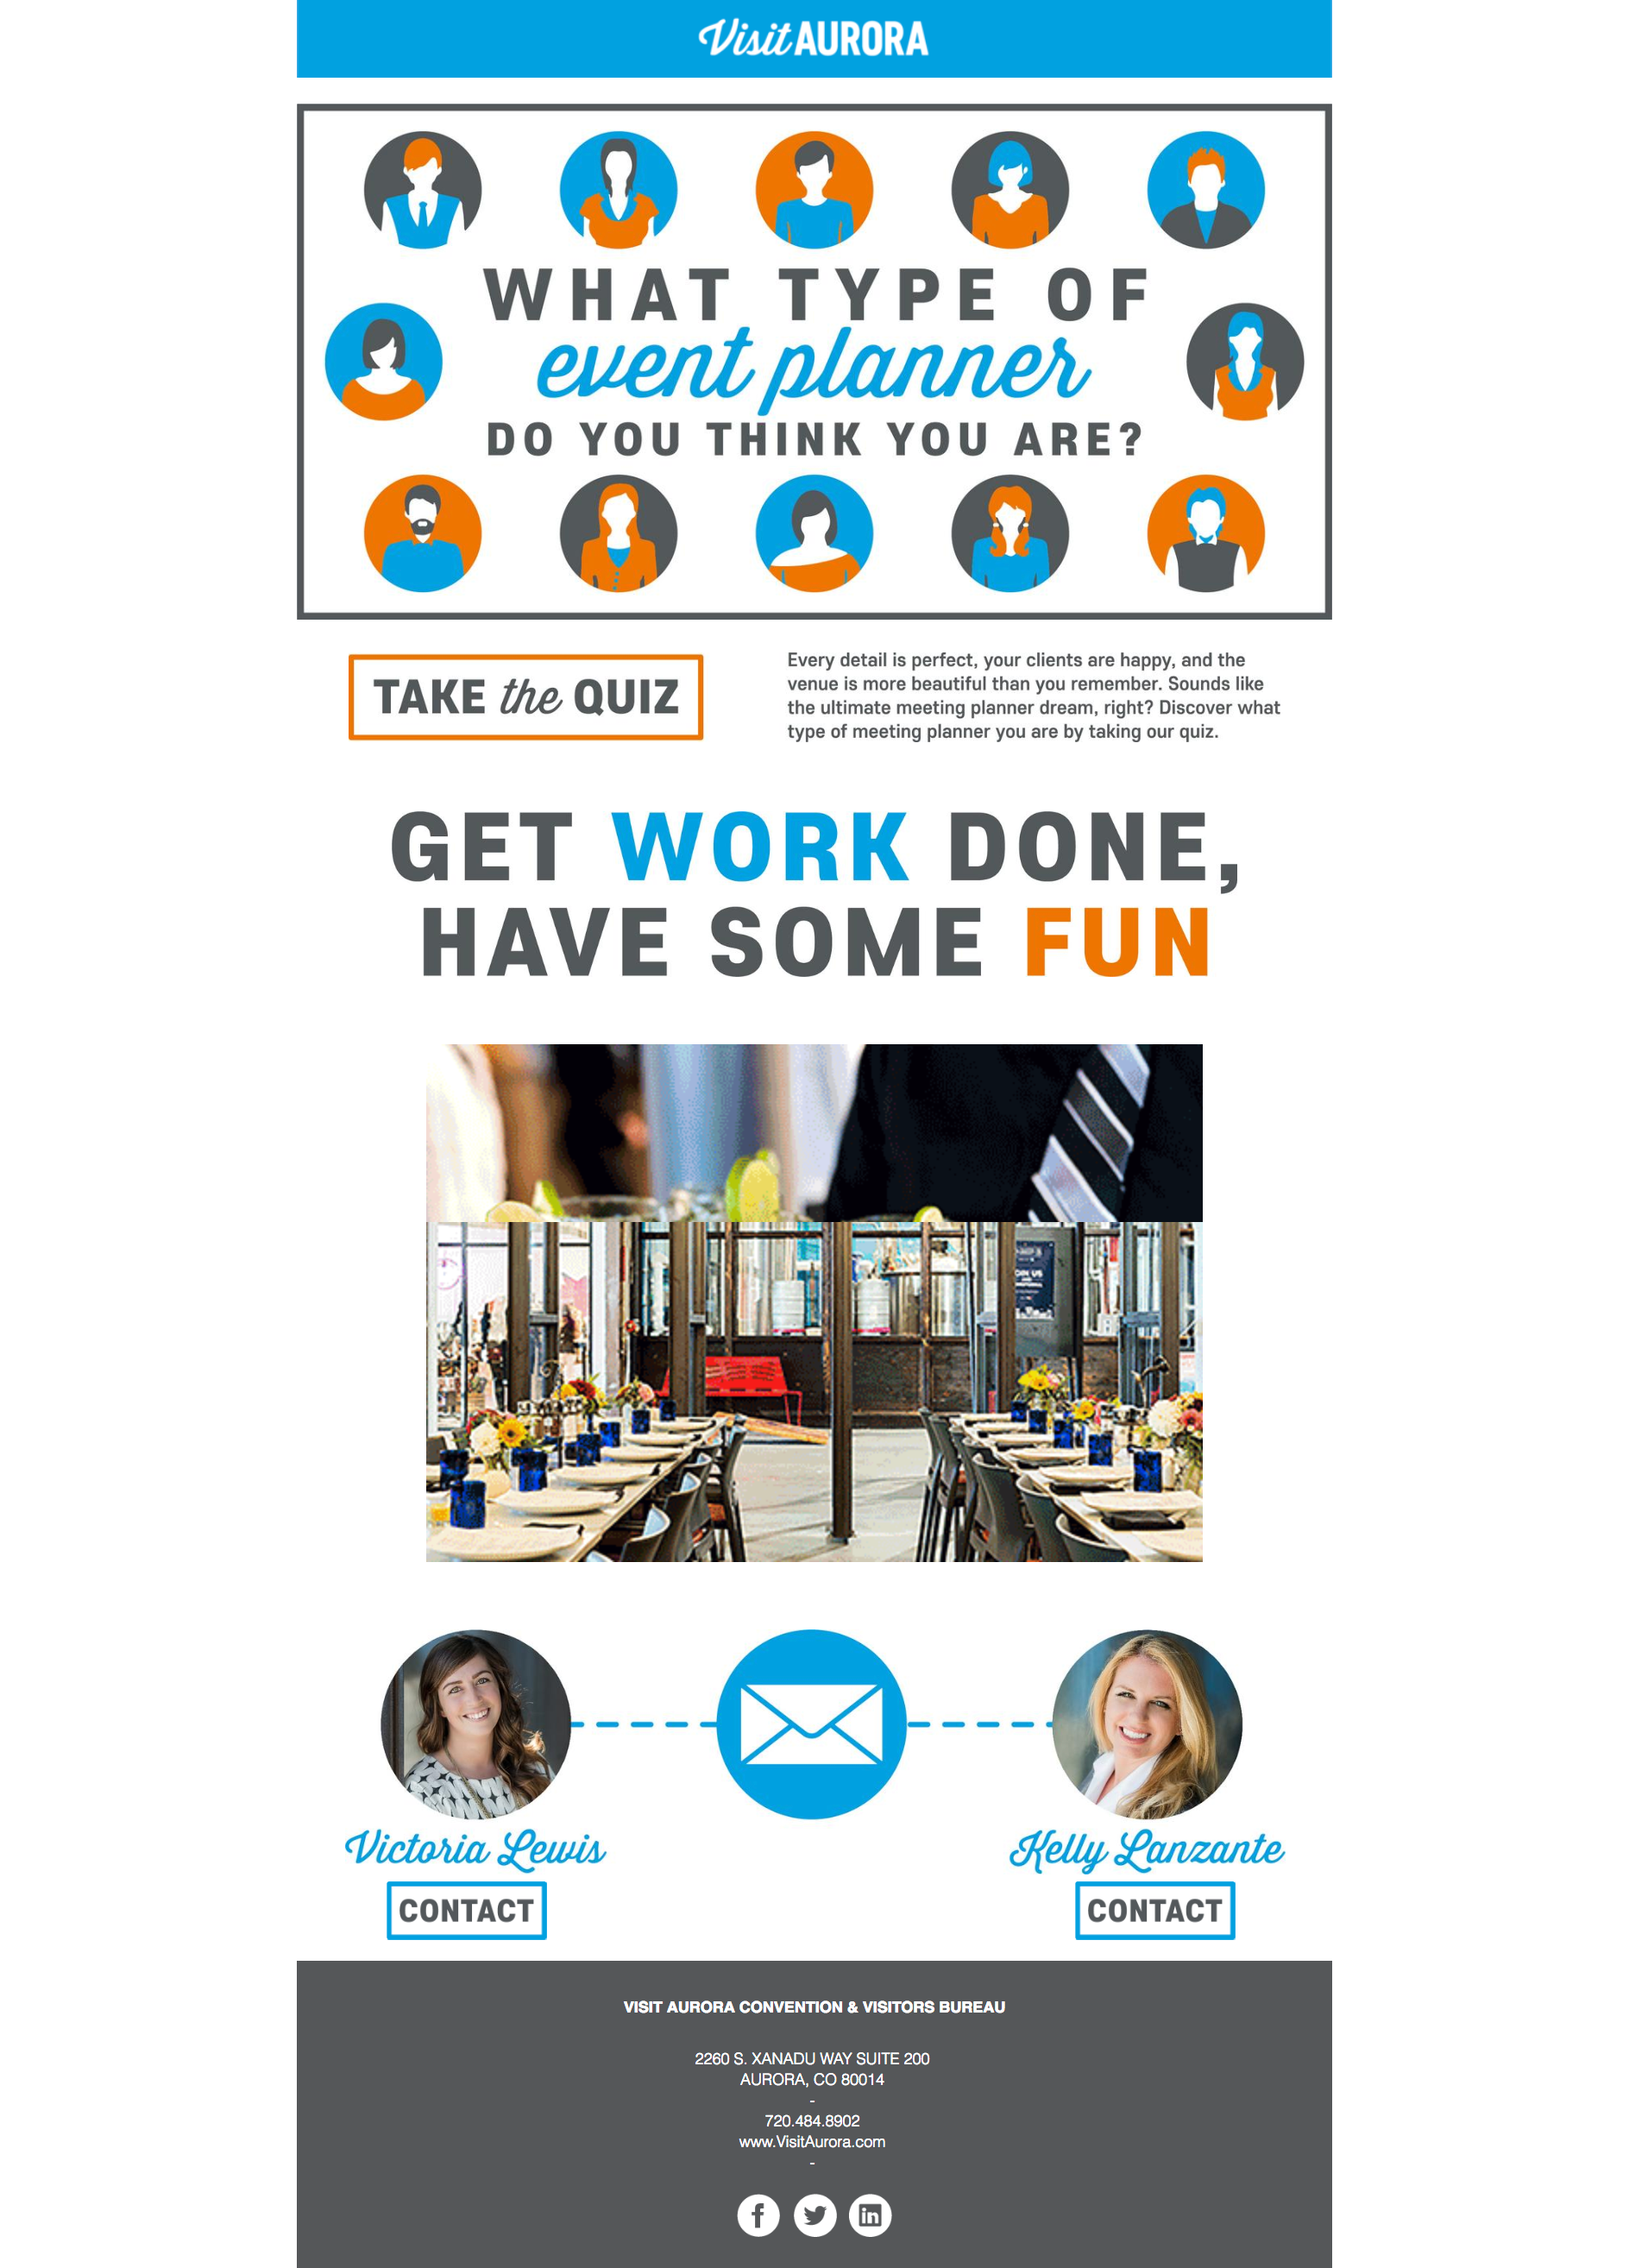 Visit AURORA
WHAT TYPE OF
event planner
DO YOU THINK YOU ARE?
TAKE the QUIZ
Every detail is perfect, your clients are happy, and the
venue is more beautiful than you remember. Sounds like
the ultimate meeting planner dream, right? Discover what
type of meeting planner you are by taking our quiz.
GET WORK DONE,
HAVE SOME FUN
JOIN US
Victoria Lewis
CONTACT
Kelly Lanzante
CONTACT
VISIT AURORA CONVENTION & VISITORS BUREAU
2260 S. XANADU WAY SUITE 200
AURORA, CO 80014
-
720.484.8902
www.VisitAurora.com
-
f
in